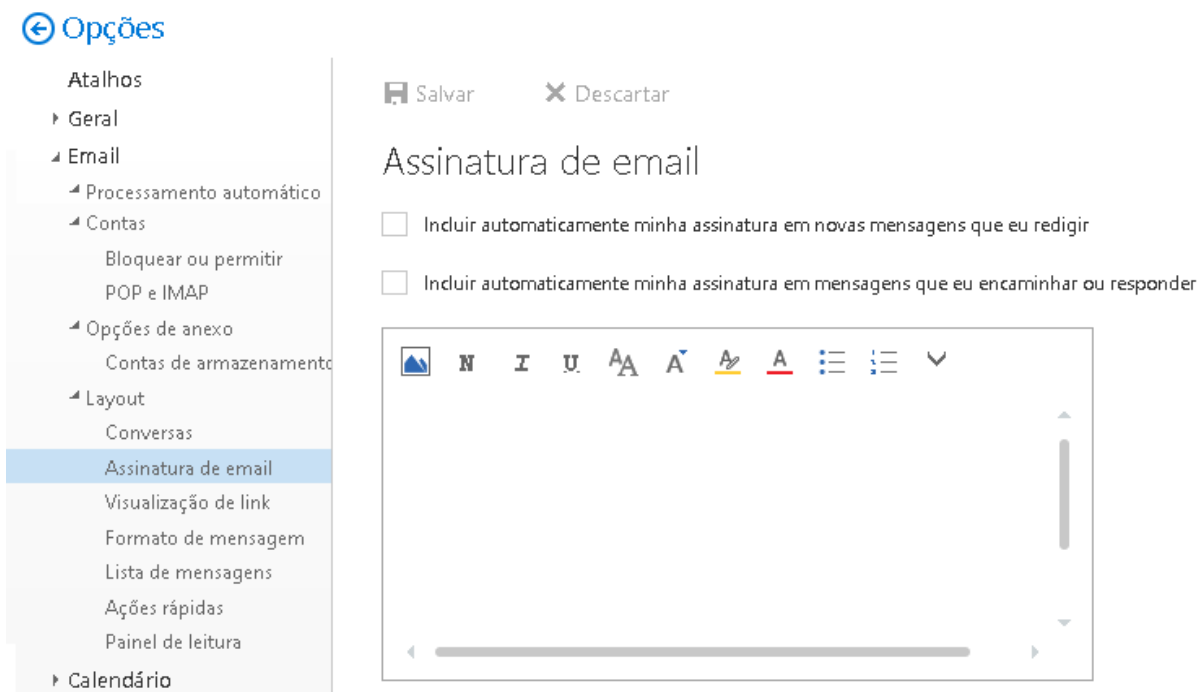 Opções
Atalhos
Geral
Email
Processamento automático
Contas
Bloquear ou permitir
POP e IMAP
Opções de anexo
Contas de armazenamento
Layout
Conversas
Assinatura de email
Visualização de link
Formato de mensagem
Lista de mensagens
Ações rápidas
Painel de leitura
Calendário
Salvar Descartar
Assinatura de email
Incluir automaticamente minha assinatura em novas mensagens que eu redigir
Incluir automaticamente minha assinatura em mensagens que eu encaminhar ou responder
N I U AA A A A